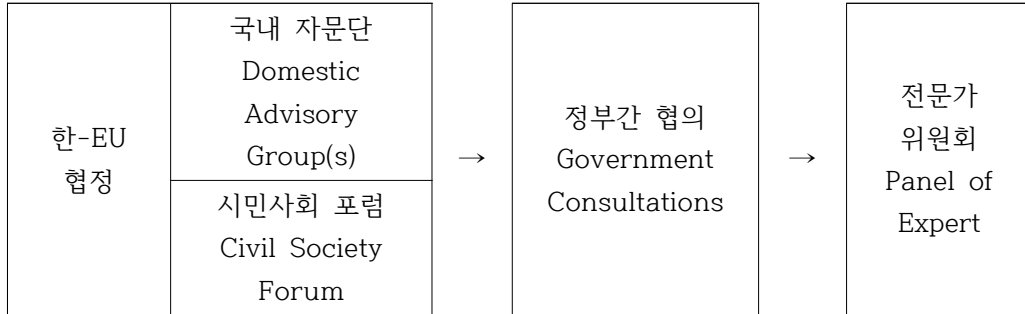 한-EU
협정
국내 자문단
Domestic
Advisory
Group(s)
시민사회 포럼
Civil Society
Forum
→
정부간 협의
Government
Consultations
→
전문가
위원회
Panel of
Expert